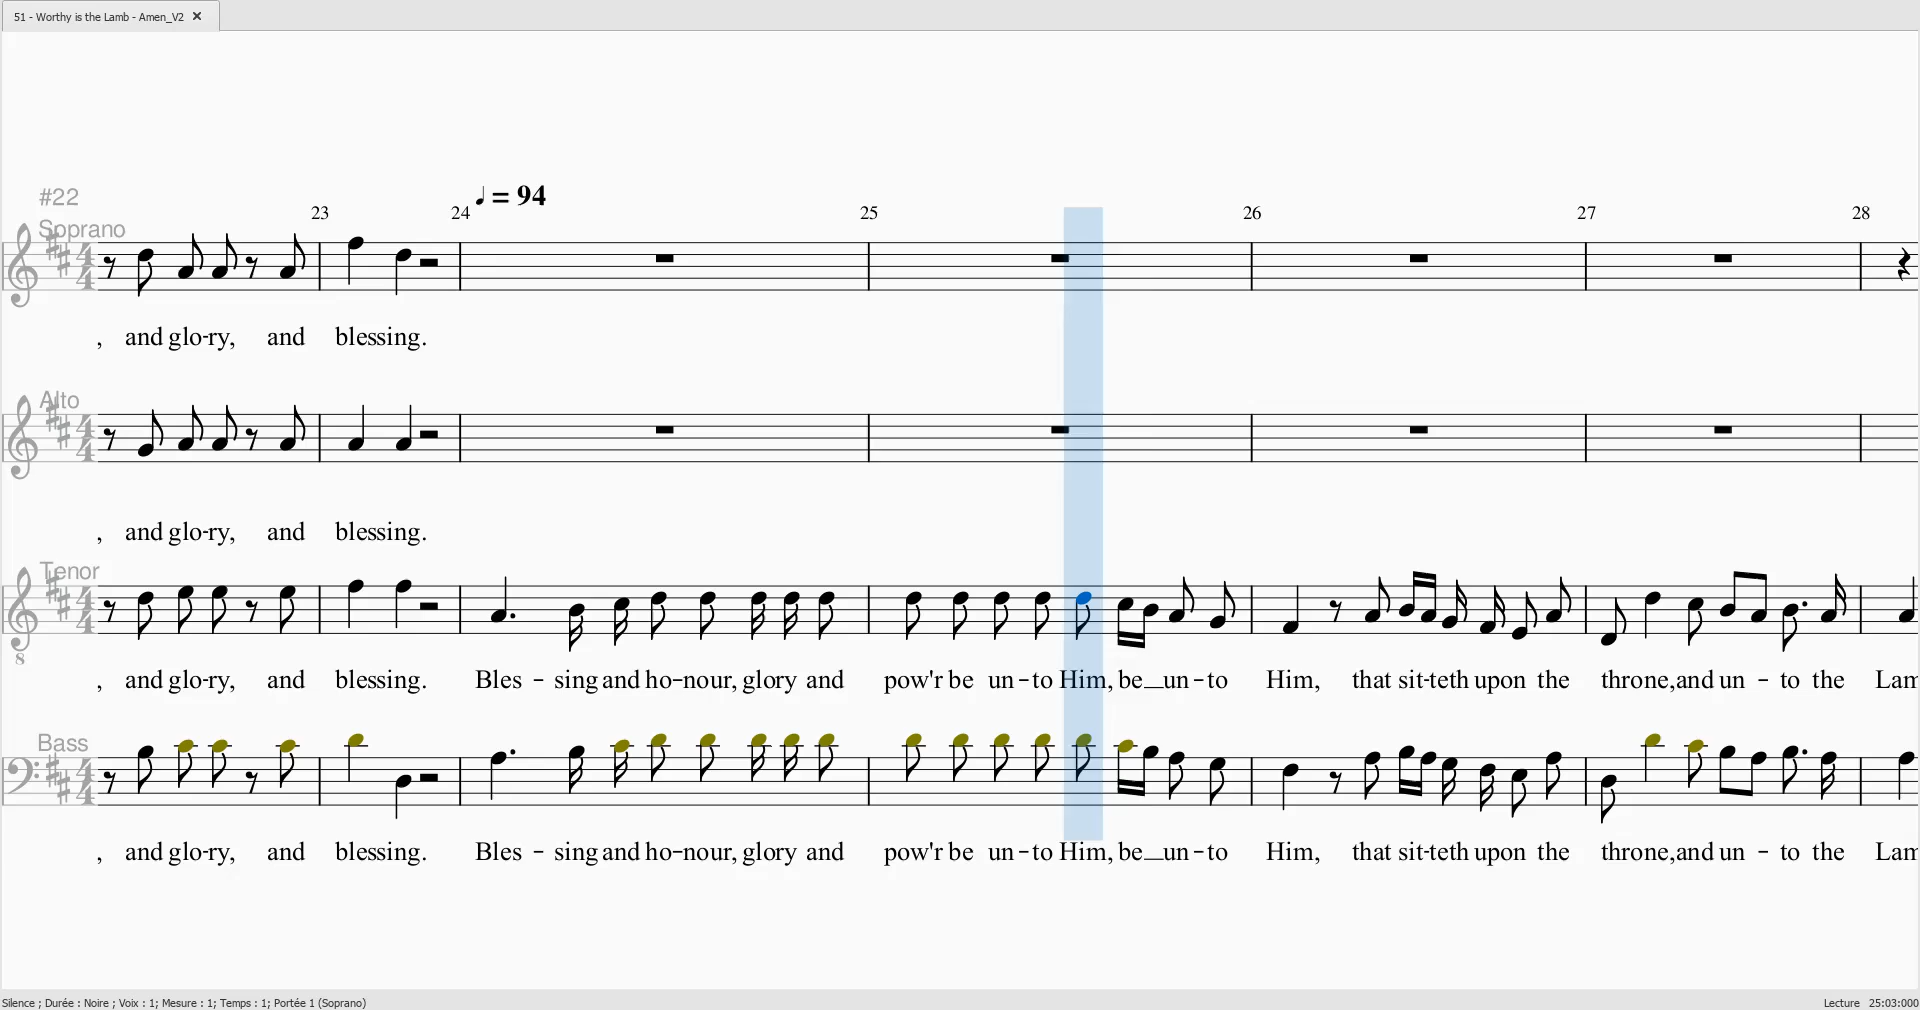 51 - Worthy is the Lamb - Amen_V2 ×
♩ = 94
#22
23 24 25 26 27 28
Soprano
, and glo-ry, and blessing.
Alto
, and glo-ry, and blessing.
Tenor
8
, and glo-ry, and blessing. Bles - sing and ho-nour, glory and pow'r be un-to Him, be_un-to Him, that sit-teth upon the throne,and un - to the Lam
Bass
, and glo-ry, and blessing. Bles - sing and ho-nour, glory and pow'r be un-to Him, be_un-to Him, that sit-teth upon the throne,and un - to the Lam
Silence ; Durée : Noire ; Voix : 1; Mesure : 1; Temps : 1; Portée 1 (Soprano) Lecture 25:03:000